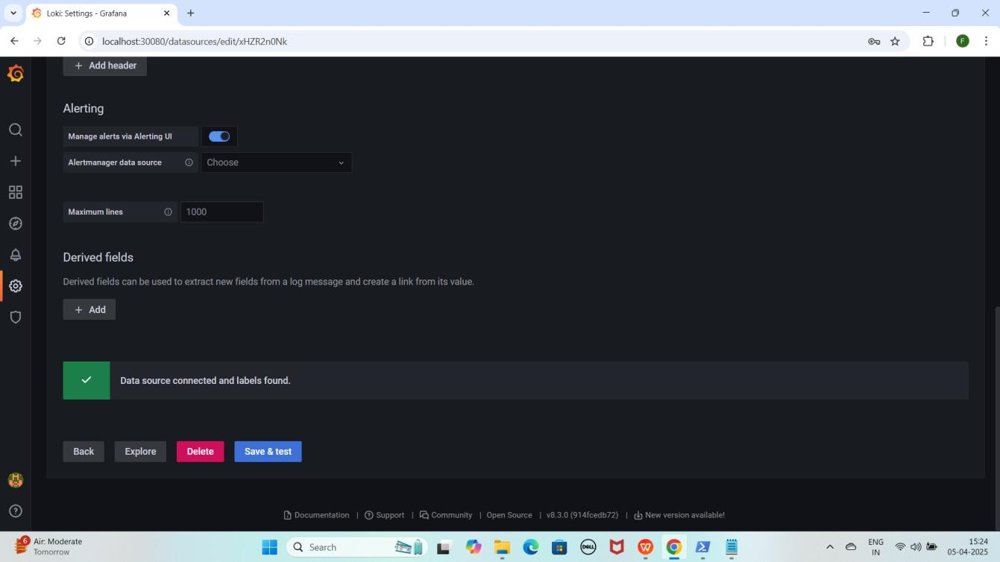 Loki: Settings - Grafana
localhost:30080/datasources/edit/xHZR2n0Nk
F
+ Add header
Alerting
Manage alerts via Alerting UI
Alertmanager data source Choose
Maximum lines 1000
Derived fields
Derived fields can be used to extract new fields from a log message and create a link from its value.
+ Add
Data source connected and labels found.
Back Explore Delete Save & test
Documentation | Support | Community | Open Source | v8.3.0 (914fcedb72) | New version available!
6 Air: Moderate
Tomorrow
Search
DELL
W
ENG
IN
15:24
05-04-2025